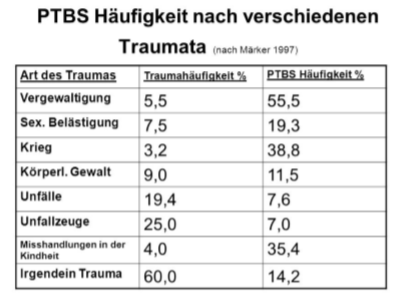 PTBS Häufigkeit nach verschiedenen
Traumata (nach Märker 1997)
Art des Traumas Traumahäufigkeit % PTBS Häufigkeit %
Vergewaltigung 5,5 55,5
Sex. Belästigung 7,5 19,3
Krieg 3,2 38,8
Körperl. Gewalt 9,0 11,5
Unfälle 19,4 7,6
Unfallzeuge 25,0 7,0
Misshandlungen in der
Kindheit 4,0 35,4
Irgendein Trauma 60,0 14,2